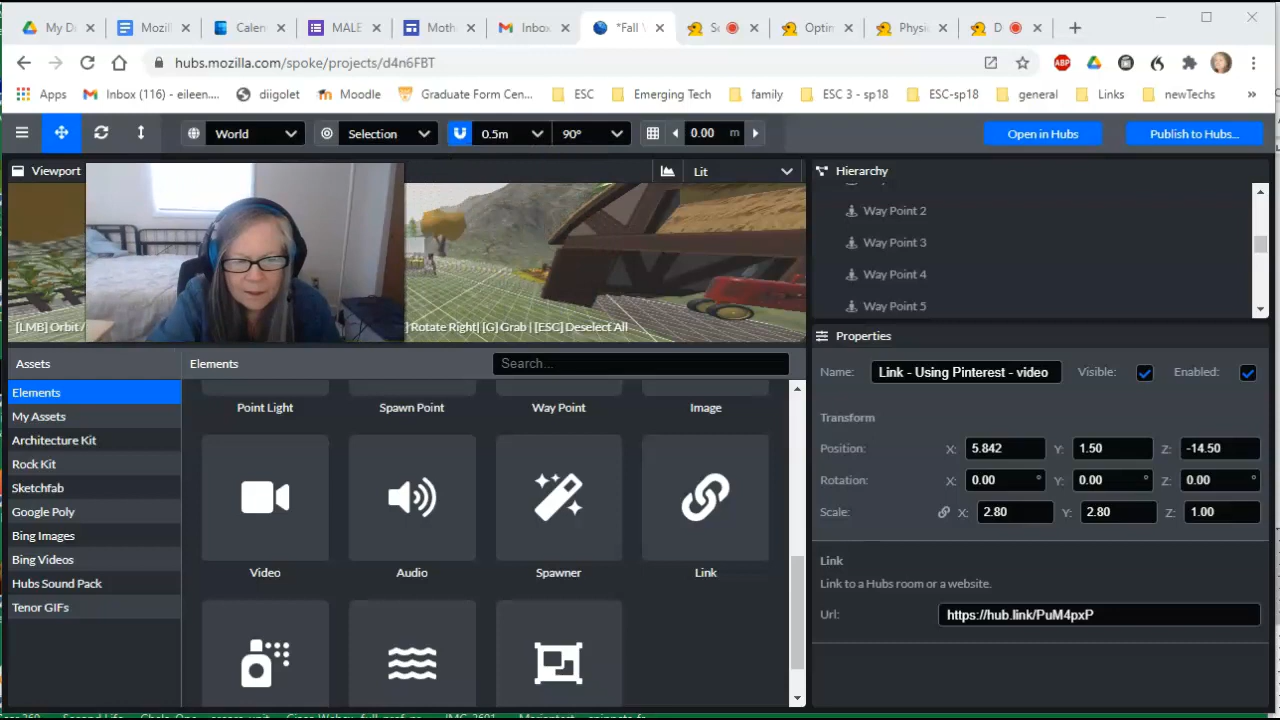 My Dr
Mozill
Calen
MALE
Moth
Inbox
*Fall \
Sc
Optin
Physi
D
hubs.mozilla.com/spoke/projects/d4n6FBT
ABP
Apps
Inbox (116) - eileen....
diigolet
Moodle
Graduate Form Cen...
ESC
Emerging Tech
family
ESC 3 - sp18
ESC-sp18
general
Links
newTechs
»
World
Selection
0.5m
90°
0.00 m
Open in Hubs
Publish to Hubs...
Viewport
Lit
Hierarchy
Way Point 2
Way Point 3
Way Point 4
Way Point 5
[LMB] Orbit /
Rotate Right| [G] Grab | [ESC] Deselect All
Properties
Assets
Elements
Search...
Name: Link - Using Pinterest - video Visible: Enabled:
Elements
My Assets
Architecture Kit
Rock Kit
Sketchfab
Google Poly
Bing Images
Bing Videos
Hubs Sound Pack
Tenor GIFs
Point Light
Spawn Point
Way Point
Image
Video
Audio
Spawner
Link
Transform
Position: X: 5.842 Y: 1.50 Z: -14.50
Rotation: X: 0.00 ° Y: 0.00 ° Z: 0.00 °
Scale: X: 2.80 Y: 2.80 Z: 1.00
Link
Link to a Hubs room or a website.
Url: https://hub.link/PuM4pxP